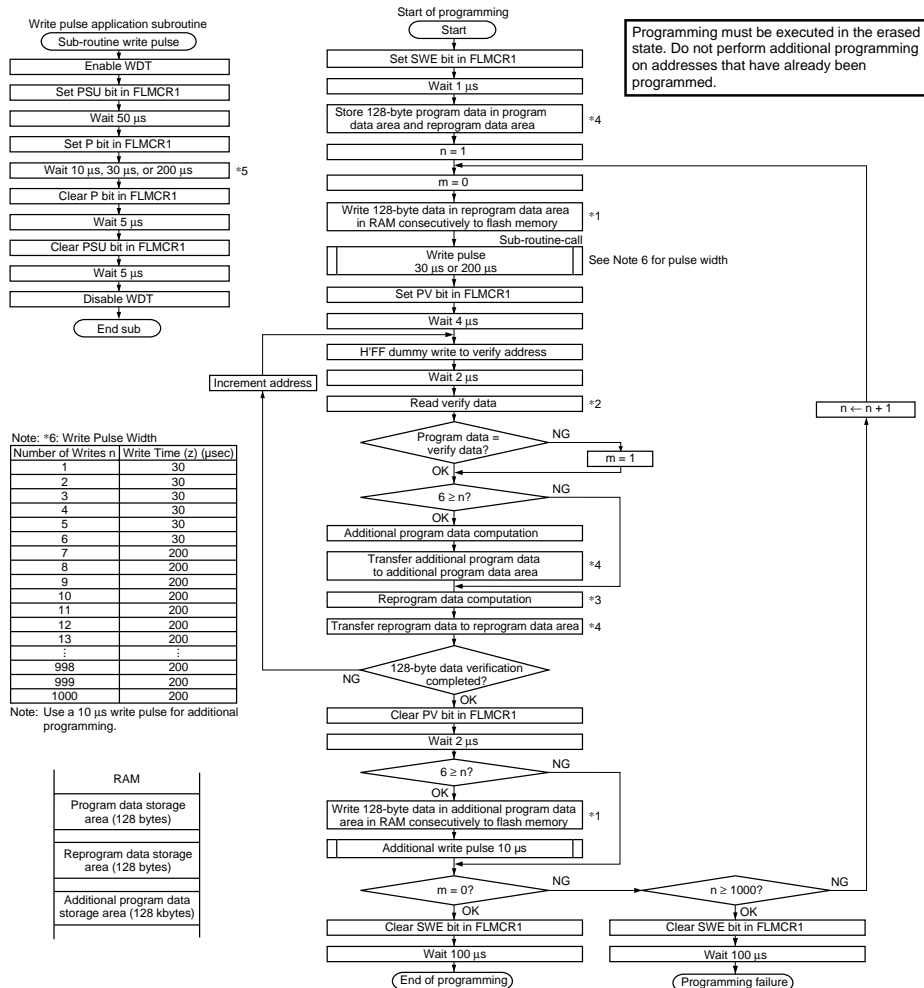 Write pulse application subroutine
Sub-routine write pulse
Enable WDT
Set PSU bit in FLMCR1
Wait 50 μs
Set P bit in FLMCR1
Wait 10 μs, 30 μs, or 200 μs
*5
Clear P bit in FLMCR1
Wait 5 μs
Clear PSU bit in FLMCR1
Wait 5 μs
Disable WDT
End sub
Start of programming
Start
Set SWE bit in FLMCR1
Wait 1 μs
Store 128-byte program data in program
data area and reprogram data area
*4
n = 1
m = 0
Write 128-byte data in reprogram data area
in RAM consecutively to flash memory
*1
Sub-routine-call
Write pulse
30 μs or 200 μs
See Note 6 for pulse width
Set PV bit in FLMCR1
Wait 4 μs
H'FF dummy write to verify address
Wait 2 μs
Read verify data
*2
Increment address
Program data =
verify data?
NG
m = 1
OK
6 ≥ n?
NG
OK
Additional program data computation
Transfer additional program data
to additional program data area
*4
Reprogram data computation
*3
Transfer reprogram data to reprogram data area
*4
128-byte data verification
completed?
NG
OK
Clear PV bit in FLMCR1
Wait 2 μs
6 ≥ n?
NG
OK
Write 128-byte data in additional program data
area in RAM consecutively to flash memory
*1
Additional write pulse 10 μs
m = 0?
NG
OK
Clear SWE bit in FLMCR1
Wait 100 μs
End of programming
n ≥ 1000?
NG
OK
Clear SWE bit in FLMCR1
Wait 100 μs
Programming failure
n ← n + 1
Programming must be executed in the erased
state. Do not perform additional programming
on addresses that have already been
programmed.
Note: *6: Write Pulse Width
Number of Writes n Write Time (z) (μsec)
1 30
2 30
3 30
4 30
5 30
6 30
7 200
8 200
9 200
10 200
11 200
12 200
13 200
⋮ ⋮
998 200
999 200
1000 200
Note: Use a 10 μs write pulse for additional
programming.
RAM
Program data storage
area (128 bytes)
Reprogram data storage
area (128 bytes)
Additional program data
storage area (128 kbytes)